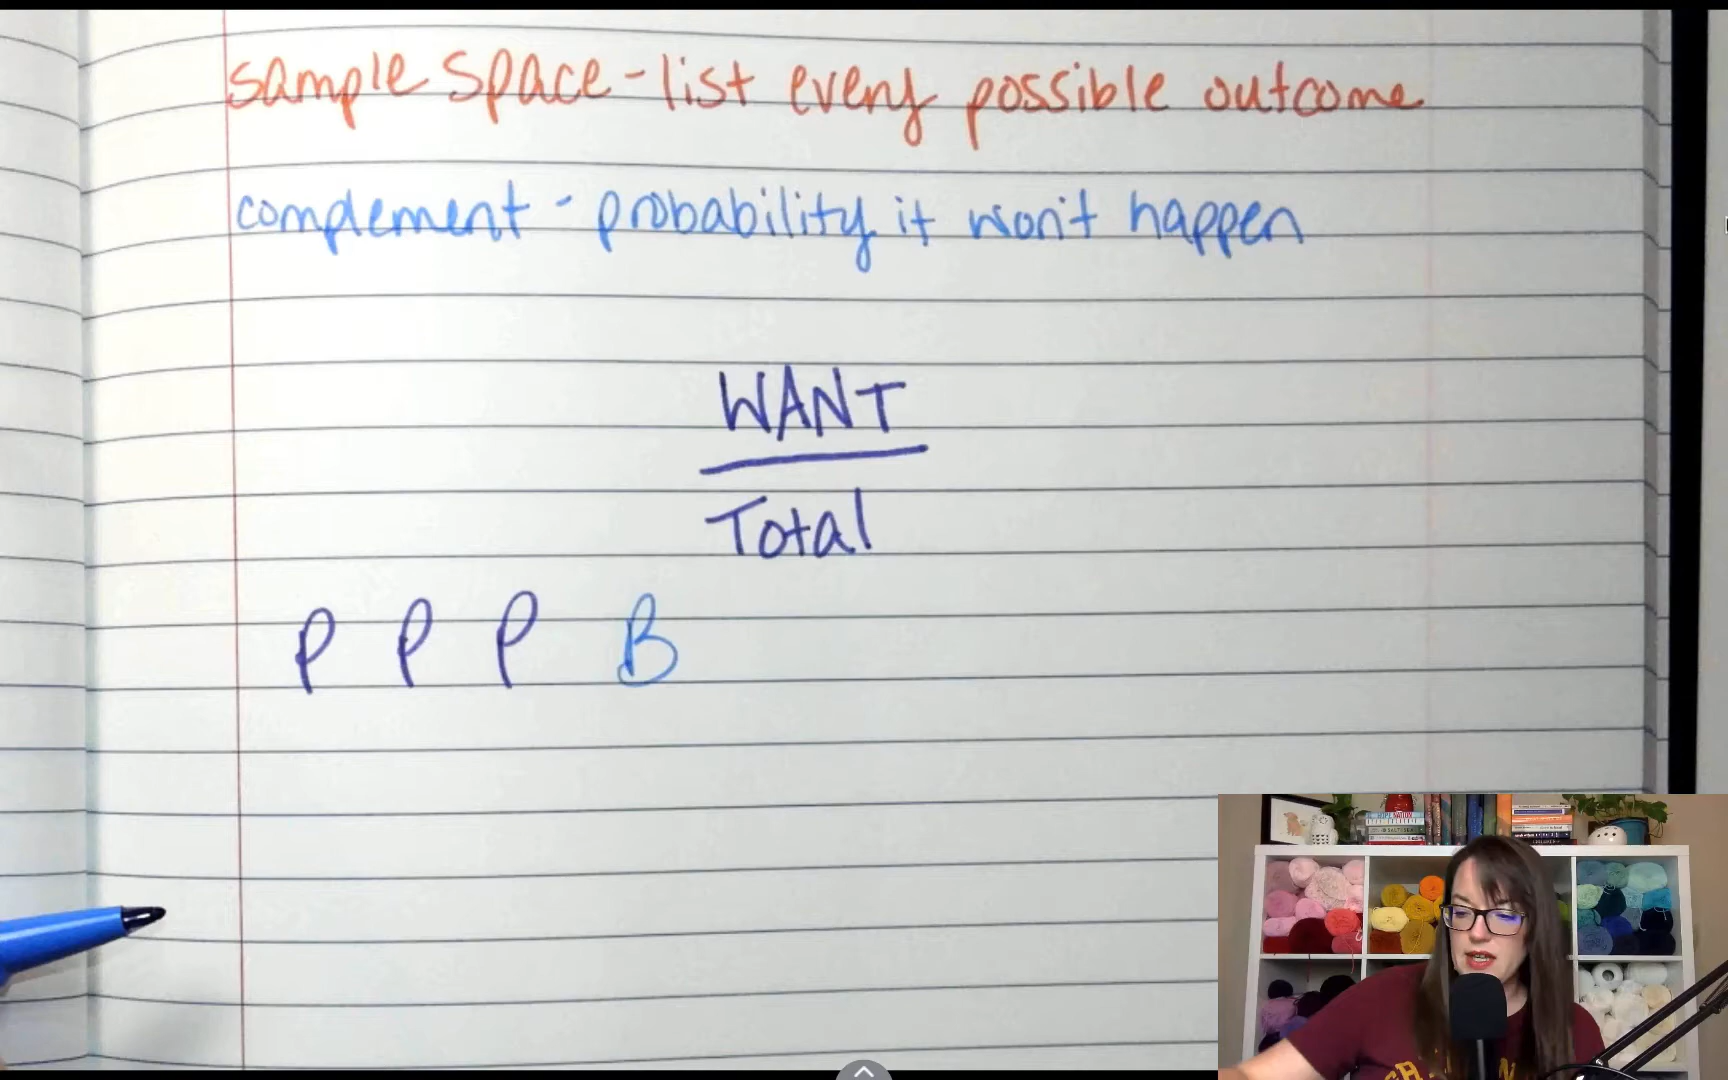 sample space - list every possible outcome
complement - probability it won't happen
WANT
Total
P P P B